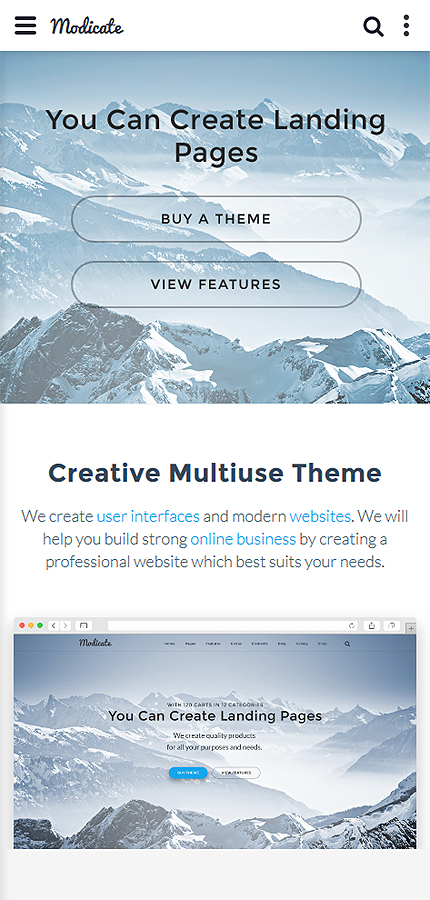 Modicate
You Can Create Landing
Pages
BUY A THEME
VIEW FEATURES
Creative Multiuse Theme
We create user interfaces and modern websites. We will
help you build strong online business by creating a
professional website which best suits your needs.
Modicate Home Pages Features Extras Elements Blog Gallery Shop
WITH 120 CARTS IN 12 CATEGORIES
You Can Create Landing Pages
We create quality products
for all your purposes and needs.
BUY THEME VIEW FEATURES